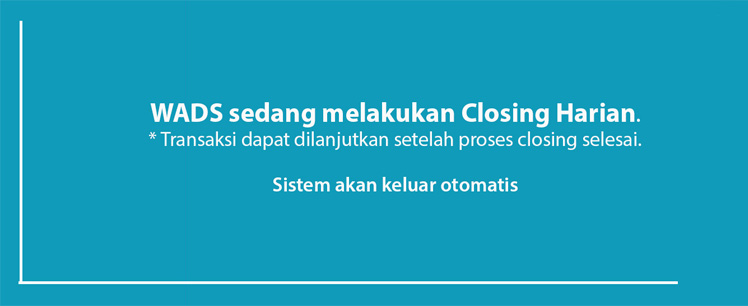 WADS sedang melakukan Closing Harian.
* Transaksi dapat dilanjutkan setelah proses closing selesai.
Sistem akan keluar otomatis